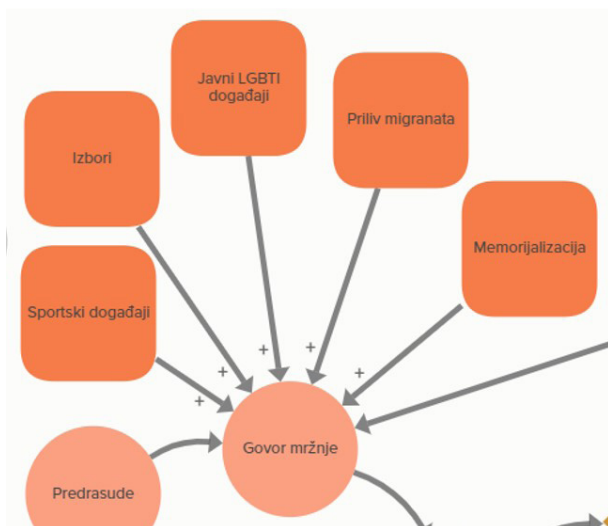 Javni LGBTI
događaji
Priliv migranata
Izbori
Memorijalizacija
Sportski događaji
+
+
+
+
+
Govor mržnje
Predrasude